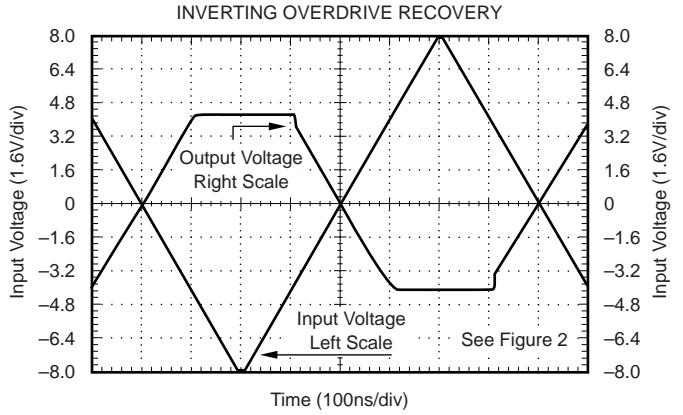 INVERTING OVERDRIVE RECOVERY
8.0
6.4
4.8
3.2
1.6
0
–1.6
–3.2
–4.8
–6.4
–8.0
Input Voltage (1.6V/div)
Output Voltage
Right Scale
Input Voltage
Left Scale
See Figure 2
8.0
6.4
4.8
3.2
1.6
0
–1.6
–3.2
–4.8
–6.4
–8.0
Input Voltage (1.6V/div)
Time (100ns/div)